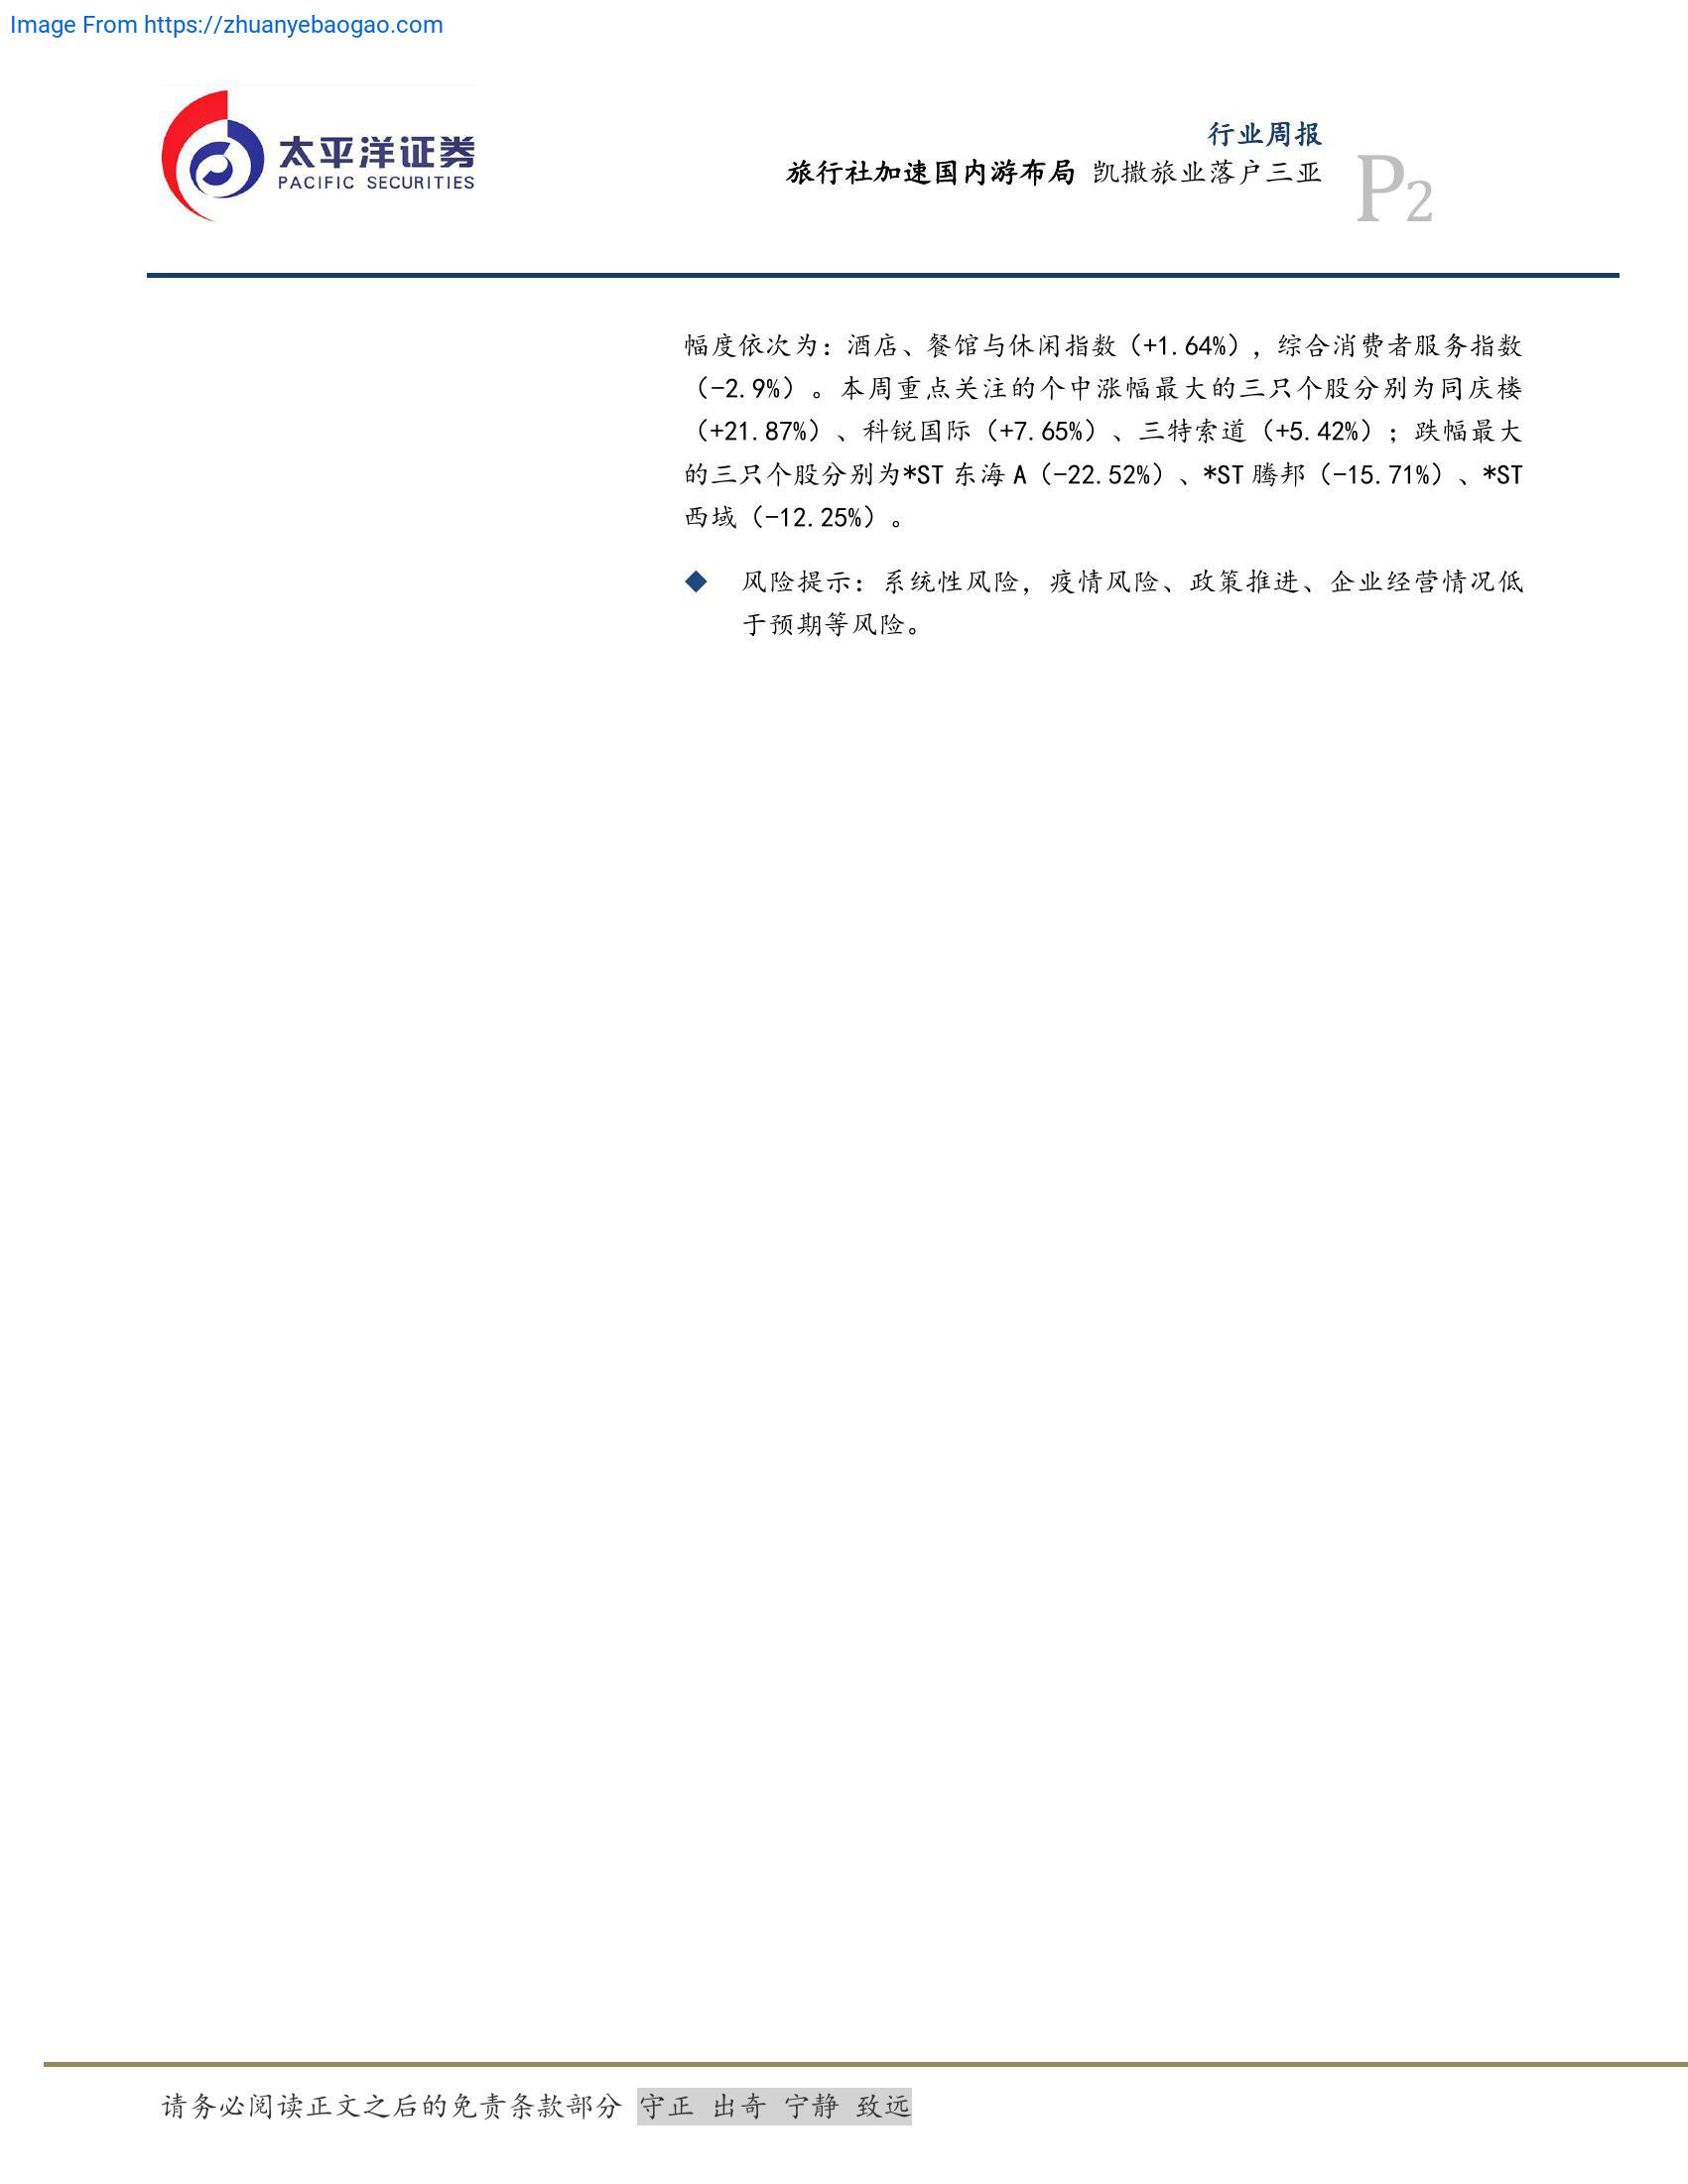 Image From https://zhuanyebaogao.com
太平洋证券
PACIFIC SECURITIES
行业周报
旅行社加速国内游布局 凯撒旅业落户三亚
P2
幅度依次为：酒店、餐馆与休闲指数（+1.64%），综合消费者服务指数
（-2.9%）。本周重点关注的个中涨幅最大的三只个股分别为同庆楼
（+21.87%）、科锐国际（+7.65%）、三特索道（+5.42%）；跌幅最大
的三只个股分别为*ST 东海 A（-22.52%）、*ST 腾邦（-15.71%）、*ST
西域（-12.25%）。
◆ 风险提示：系统性风险，疫情风险、政策推进、企业经营情况低
于预期等风险。
请务必阅读正文之后的免责条款部分 守正 出奇 宁静 致远